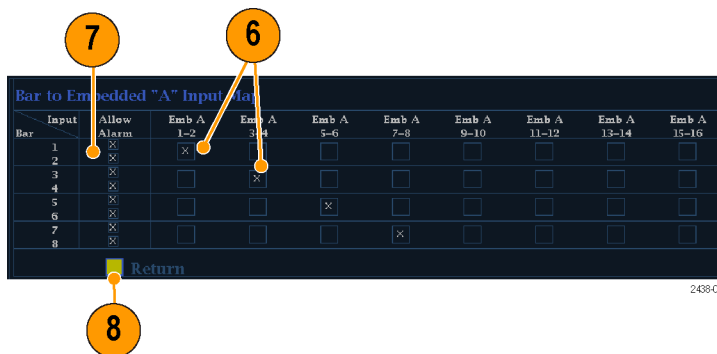 7 6
Bar to Embedded "A" Input Map
Input Allow Emb A Emb A Emb A Emb A Emb A Emb A Emb A Emb A
Bar Alarm 1–2 3–4 5–6 7–8 9–10 11–12 13–14 15–16
1 X X
2 X
3 X X
4 X
5 X X
6 X
7 X X
8 X
Return
8